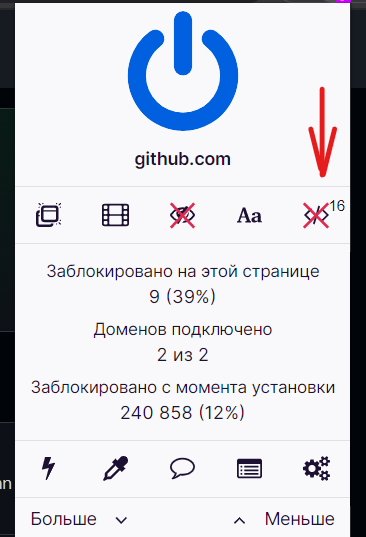 github.com
Aa
</> 16
Заблокировано на этой странице
9 (39%)
Доменов подключено
2 из 2
Заблокировано с момента установки
240 858 (12%)
Больше Меньше